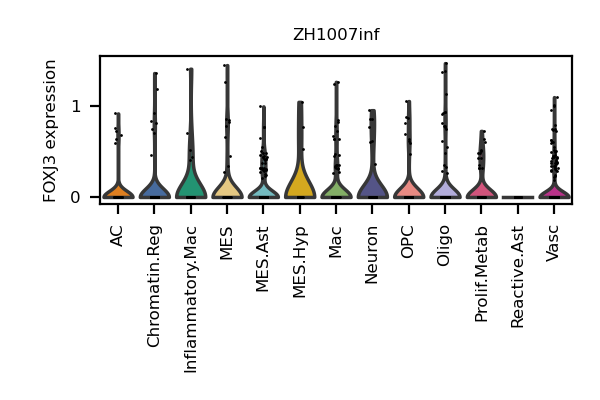 ZH1007inf
FOXJ3 expression
1
0
AC
Chromatin.Reg
Inflammatory.Mac
MES
MES.Ast
MES.Hyp
Mac
Neuron
OPC
Oligo
Prolif.Metab
Reactive.Ast
Vasc